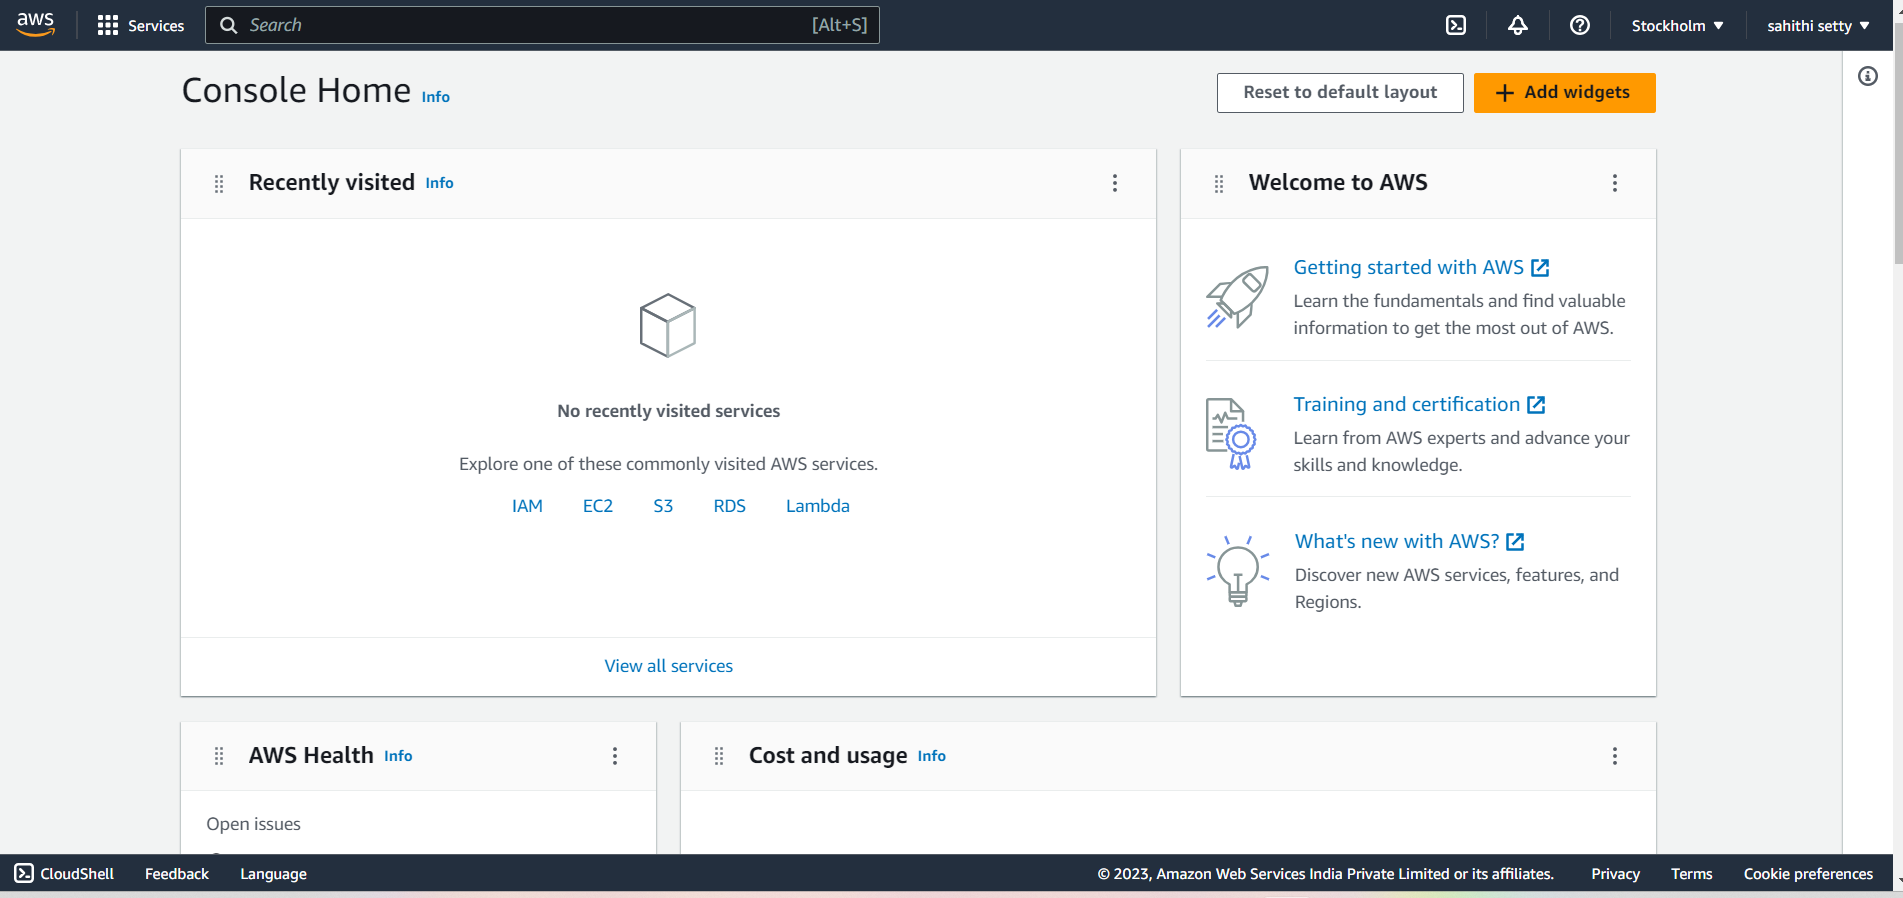 aws Services Search [Alt+S] Stockholm ▼ sahithi setty ▼
Console Home Info
Reset to default layout
+ Add widgets
Recently visited Info
No recently visited services
Explore one of these commonly visited AWS services.
IAM EC2 S3 RDS Lambda
View all services
Welcome to AWS
Getting started with AWS
Learn the fundamentals and find valuable
information to get the most out of AWS.
Training and certification
Learn from AWS experts and advance your
skills and knowledge.
What's new with AWS?
Discover new AWS services, features, and
Regions.
AWS Health Info
Open issues
Cost and usage Info
CloudShell Feedback Language © 2023, Amazon Web Services India Private Limited or its affiliates. Privacy Terms Cookie preferences